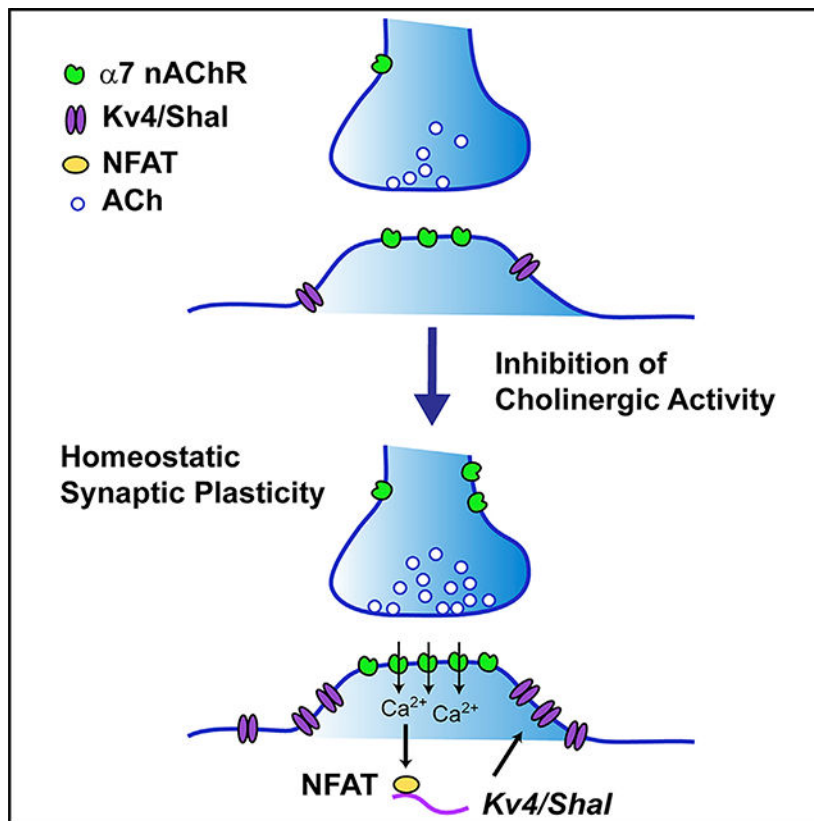 α7 nAChR
Kv4/Shal
NFAT
ACh
Inhibition of
Cholinergic Activity
Homeostatic
Synaptic Plasticity
Ca²⁺ Ca²⁺
NFAT
Kv4/Shal